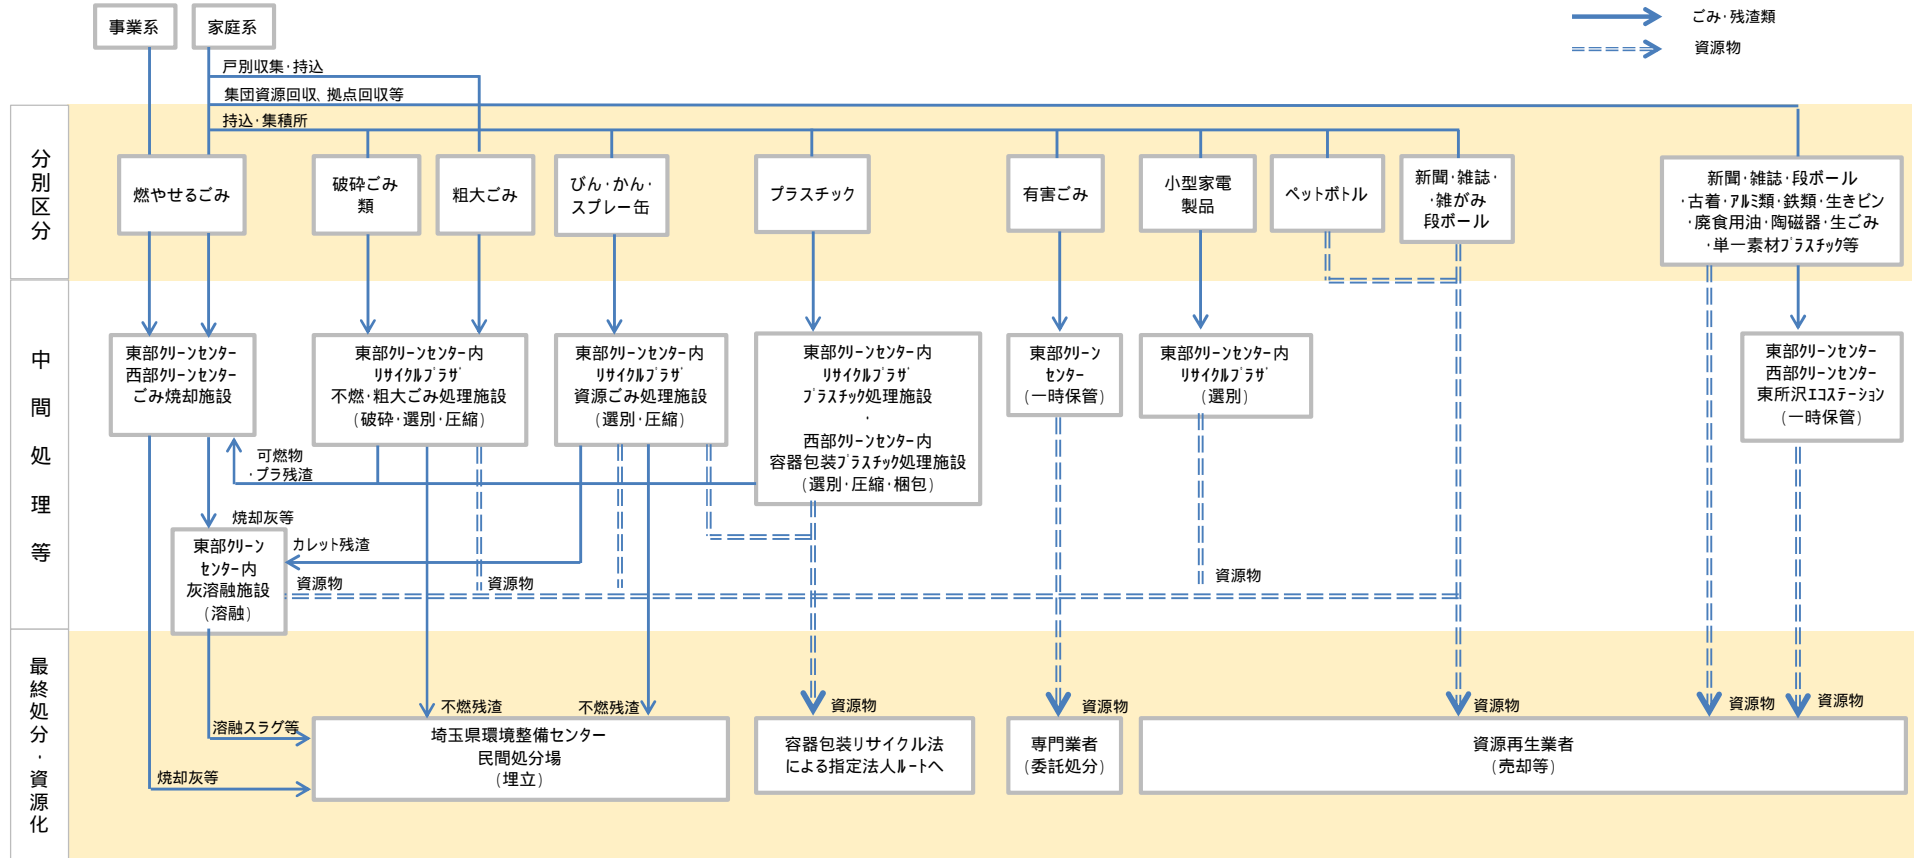 事業系
家庭系
ごみ・残渣類
資源物
戸別収集・持込
集団資源回収、拠点回収等
持込・集積所
分別区分
燃やせるごみ
破砕ごみ
類
粗大ごみ
びん・かん・
スプレー缶
プラスチック
有害ごみ
小型家電
製品
ペットボトル
新聞・雑誌・
・雑がみ
段ボール
新聞・雑誌・段ボール
・古着・アルミ類・鉄類・生きビン
・廃食用油・陶磁器・生ごみ
・単一素材プラスチック等
中間処理等
東部クリーンセンター
西部クリーンセンター
ごみ焼却施設
東部クリーンセンター内
リサイクルプラザ
不燃・粗大ごみ処理施設
(破砕・選別・圧縮)
東部クリーンセンター内
リサイクルプラザ
資源ごみ処理施設
(選別・圧縮)
東部クリーンセンター内
リサイクルプラザ
プラスチック処理施設
・
西部クリーンセンター内
容器包装プラスチック処理施設
(選別・圧縮・梱包)
東部クリーン
センター
(一時保管)
東部クリーンセンター内
リサイクルプラザ
(選別)
東部クリーンセンター
西部クリーンセンター
東所沢エコステーション
(一時保管)
可燃物
・プラ残渣
焼却灰等
カレット残渣
東部クリーン
センター内
灰溶融施設
(溶融)
資源物
資源物
資源物
最終処分・資源化
不燃残渣
不燃残渣
資源物
資源物
資源物
資源物
資源物
溶融スラグ等
焼却灰等
埼玉県環境整備センター
民間処分場
(埋立)
容器包装リサイクル法
による指定法人ルートへ
専門業者
(委託処分)
資源再生業者
(売却等)